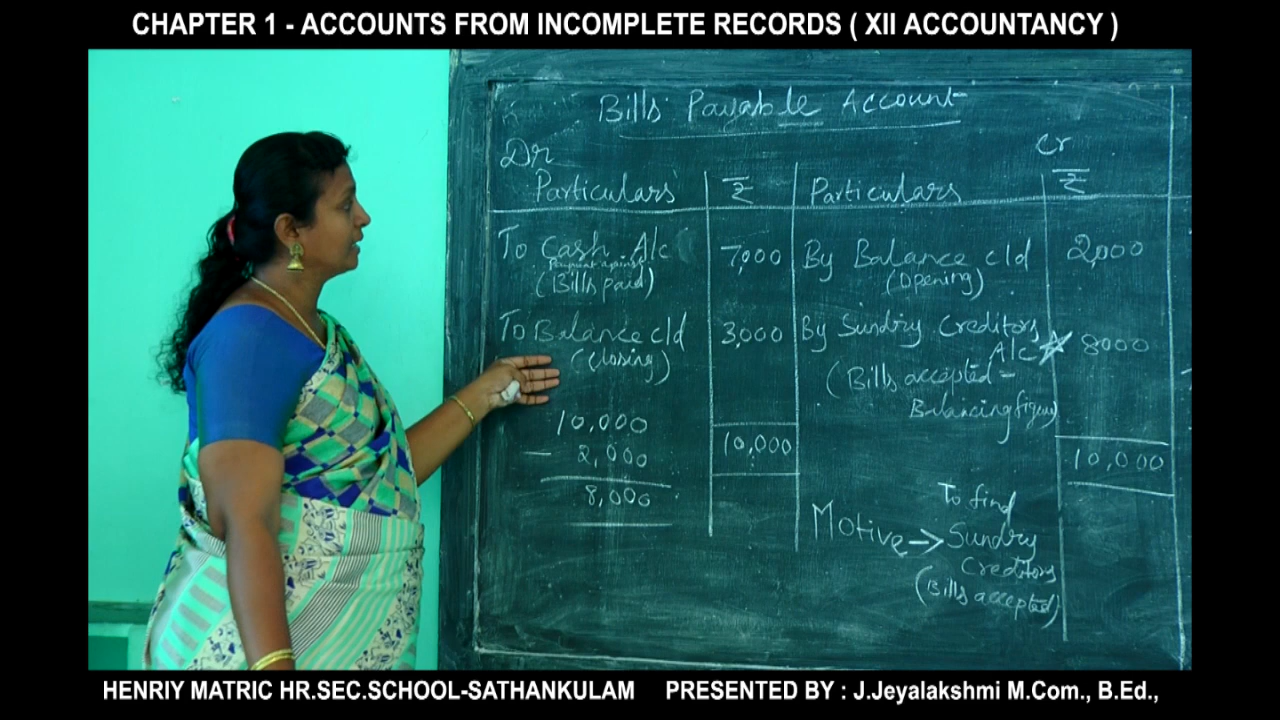 CHAPTER 1 - ACCOUNTS FROM INCOMPLETE RECORDS ( XII ACCOUNTANCY )
Bills Payable Account
Dr Cr
Particulars ₹ Particulars ₹
To Cash A/c 7,000 By Balance c/d 2,000
(Bills paid) (Opening)
To Balance c/d 3,000 By Sundry Creditors
A/c 8000
(Closing) (Bills accepted -
Balancing figure)
10,000 10,000 10,000
- 2,000
8,000
Motive → To find
Sundry
Creditors
(Bills accepted)
HENRIY MATRIC HR.SEC.SCHOOL-SATHANKULAM PRESENTED BY : J.Jeyalakshmi M.Com., B.Ed.,